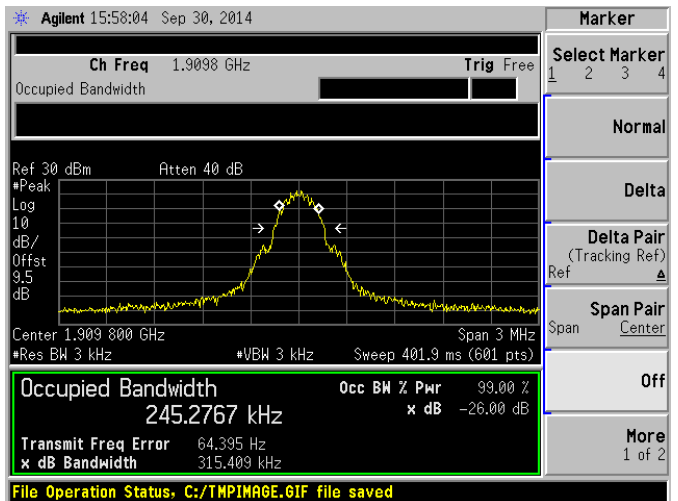 Agilent 15:58:04 Sep 30, 2014
Marker
Ch Freq 1.9098 GHz Trig Free
Occupied Bandwidth
Select Marker
1 2 3 4
Normal
Ref 30 dBm Atten 40 dB
#Peak
Log
10
dB/
Offst
9.5
dB
Delta
Delta Pair
(Tracking Ref)
Ref Δ
Span Pair
Span Center
Center 1.909 800 GHz Span 3 MHz
#Res BW 3 kHz #VBW 3 kHz Sweep 401.9 ms (601 pts)
Off
Occupied Bandwidth Occ BW % Pwr 99.00 %
245.2767 kHz x dB -26.00 dB
Transmit Freq Error 64.395 Hz
x dB Bandwidth 315.409 kHz
More
1 of 2
File Operation Status, C:/TMPIMAGE.GIF file saved